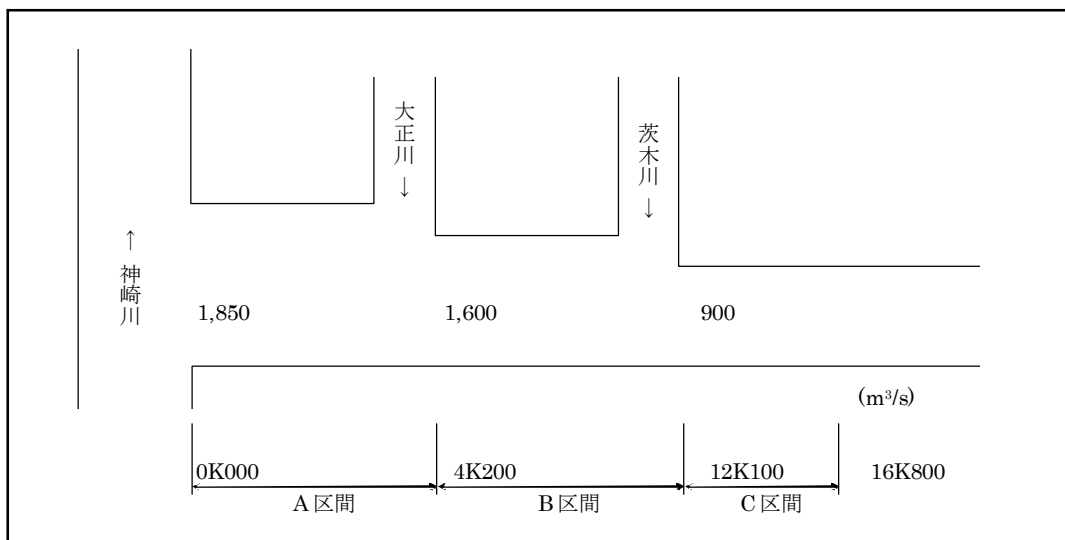 大正川
↓
茨木川
↓
↑
神崎川
1,850
1,600
900
(m³/s)
0K000
4K200
12K100
16K800
A区間
B区間
C区間